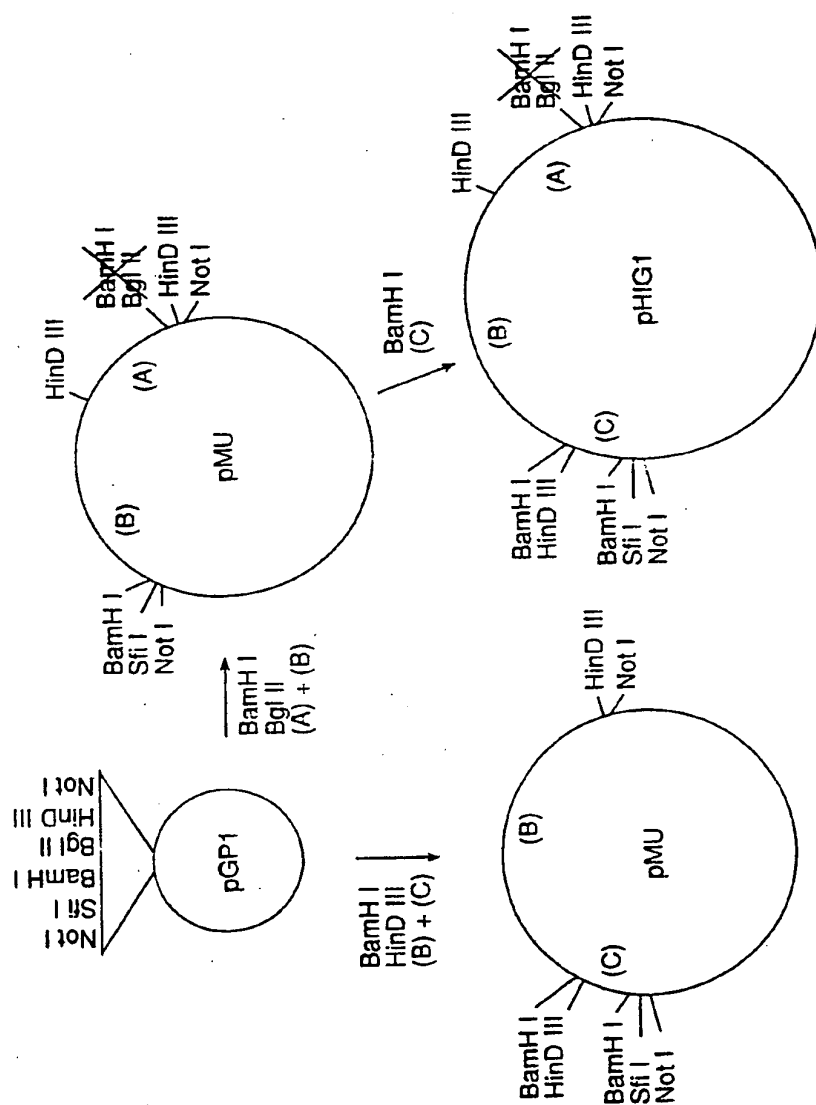 Not I
Sfi I
BamH I
Bgl II
HinD III
Not I
pGP1
BamH I
Bgl II
(A) + (B)
BamH I
Sfi I
Not I
(B)
HinD III
(A)
BamH I
Bgl II
HinD III
Not I
pMU
BamH I
HinD III
(B) + (C)
BamH I
(C)
BamH I
HinD III
(C)
BamH I
Sfi I
Not I
(B)
HinD III
Not I
pMU
BamH I
HinD III
(C)
BamH I
Sfi I
Not I
(B)
HinD III
(A)
BamH I
Bgl II
HinD III
Not I
pHIG1